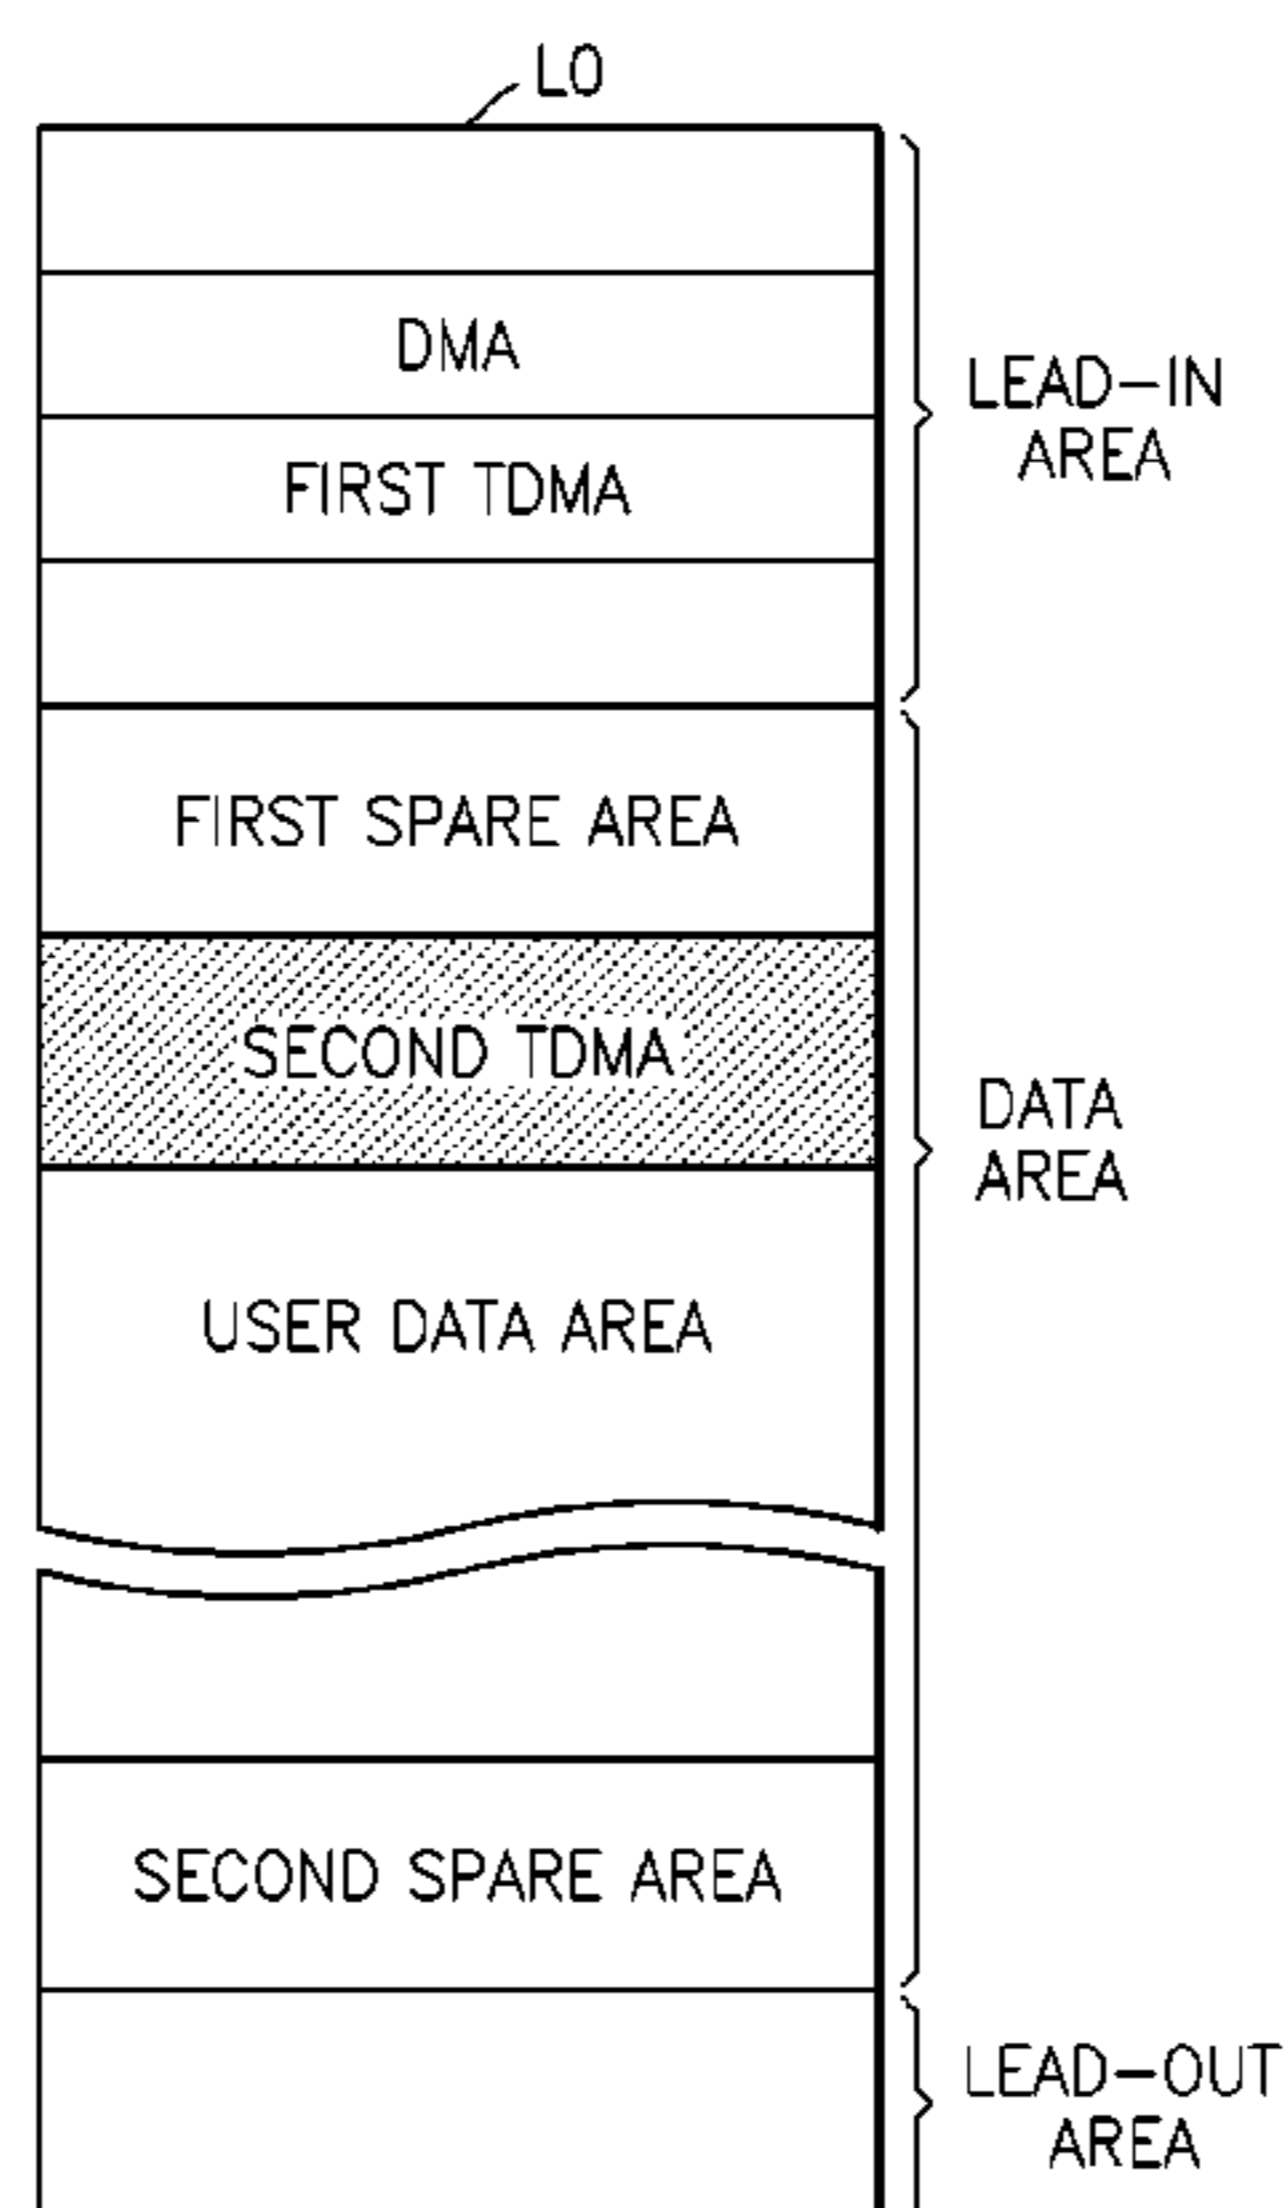 L0
DMA
FIRST TDMA
LEAD-IN
AREA
FIRST SPARE AREA
SECOND TDMA
DATA
AREA
USER DATA AREA
SECOND SPARE AREA
LEAD-OUT
AREA